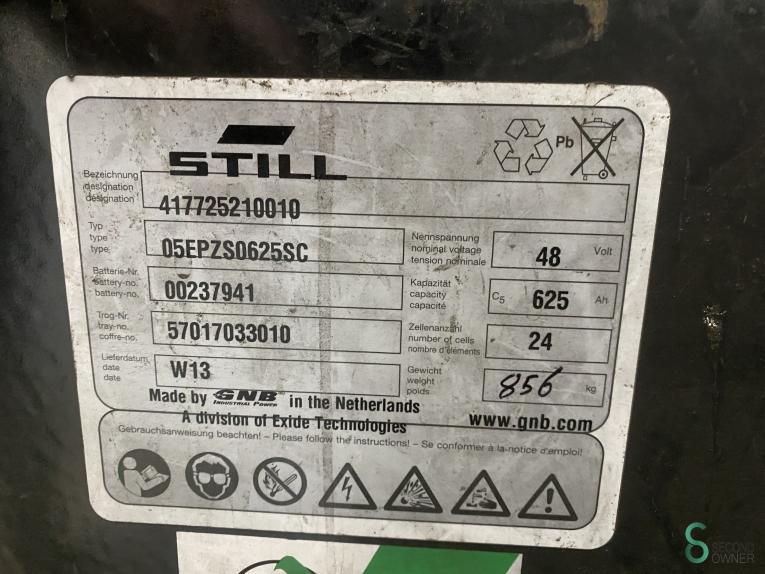 STILL
Pb
Bezeichnung
designation
désignation
417725210010
Typ
type
type
05EPZS0625SC
Nennspannung
nominal voltage
tension nominale
48 Volt
Batterie-Nr.
battery-no.
battery-no.
00237941
Kapazität
capacity
capacité
C5 625 Ah
Trog-Nr.
tray-no.
coffre-no.
57017033010
Zellenanzahl
number of cells
nombre d'éléments
24
Lieferdatum
date
date
W13
Gewicht
weight
poids
856 kg
Made by GNB INDUSTRIAL POWER in the Netherlands
A division of Exide Technologies
www.gnb.com
Gebrauchsanweisung beachten! – Please follow the instructions! – Se conformer à la notice d'emploi!
SECOND
OWNER